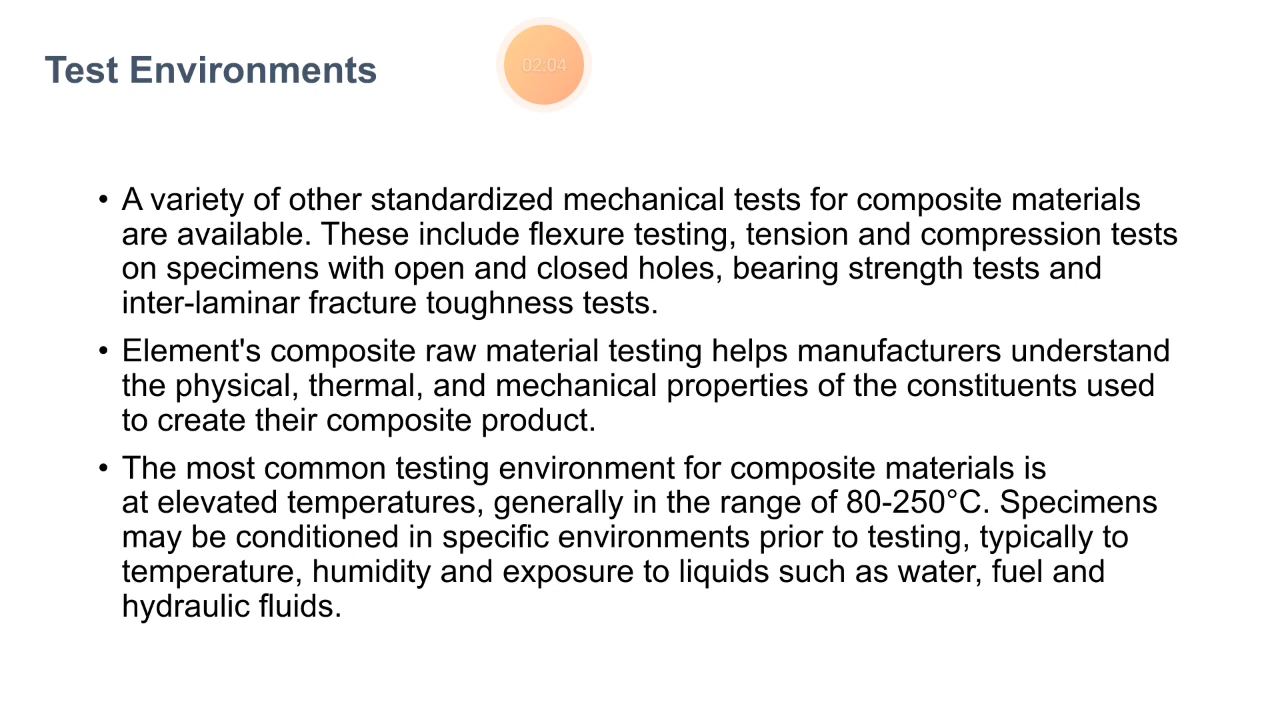 Test Environments
02:04
• A variety of other standardized mechanical tests for composite materials
are available. These include flexure testing, tension and compression tests
on specimens with open and closed holes, bearing strength tests and
inter-laminar fracture toughness tests.
• Element's composite raw material testing helps manufacturers understand
the physical, thermal, and mechanical properties of the constituents used
to create their composite product.
• The most common testing environment for composite materials is
at elevated temperatures, generally in the range of 80-250°C. Specimens
may be conditioned in specific environments prior to testing, typically to
temperature, humidity and exposure to liquids such as water, fuel and
hydraulic fluids.